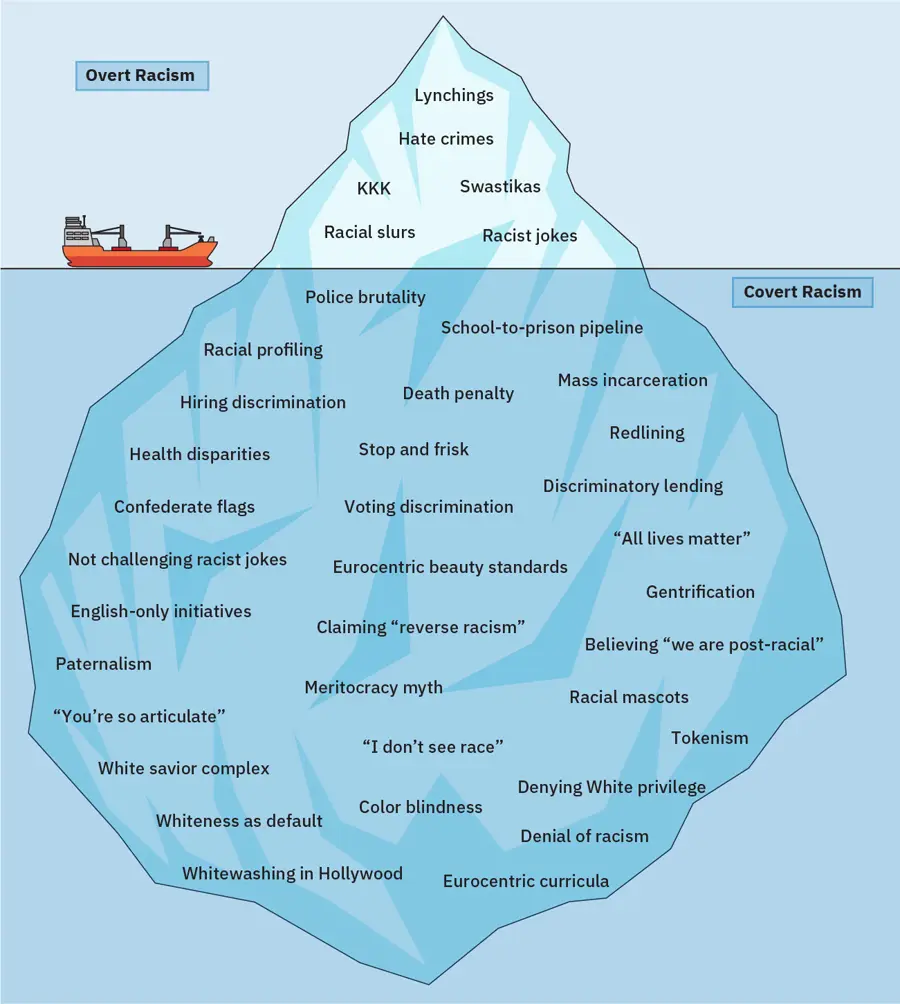 Overt Racism
Lynchings
Hate crimes
KKK
Swastikas
Racial slurs
Racist jokes
Covert Racism
Police brutality
School-to-prison pipeline
Racial profiling
Mass incarceration
Death penalty
Hiring discrimination
Redlining
Stop and frisk
Health disparities
Discriminatory lending
Confederate flags
Voting discrimination
“All lives matter”
Not challenging racist jokes
Eurocentric beauty standards
Gentrification
English-only initiatives
Claiming “reverse racism”
Believing “we are post-racial”
Paternalism
Meritocracy myth
Racial mascots
“You’re so articulate”
Tokenism
“I don’t see race”
White savior complex
Denying White privilege
Color blindness
Whiteness as default
Denial of racism
Whitewashing in Hollywood
Eurocentric curricula